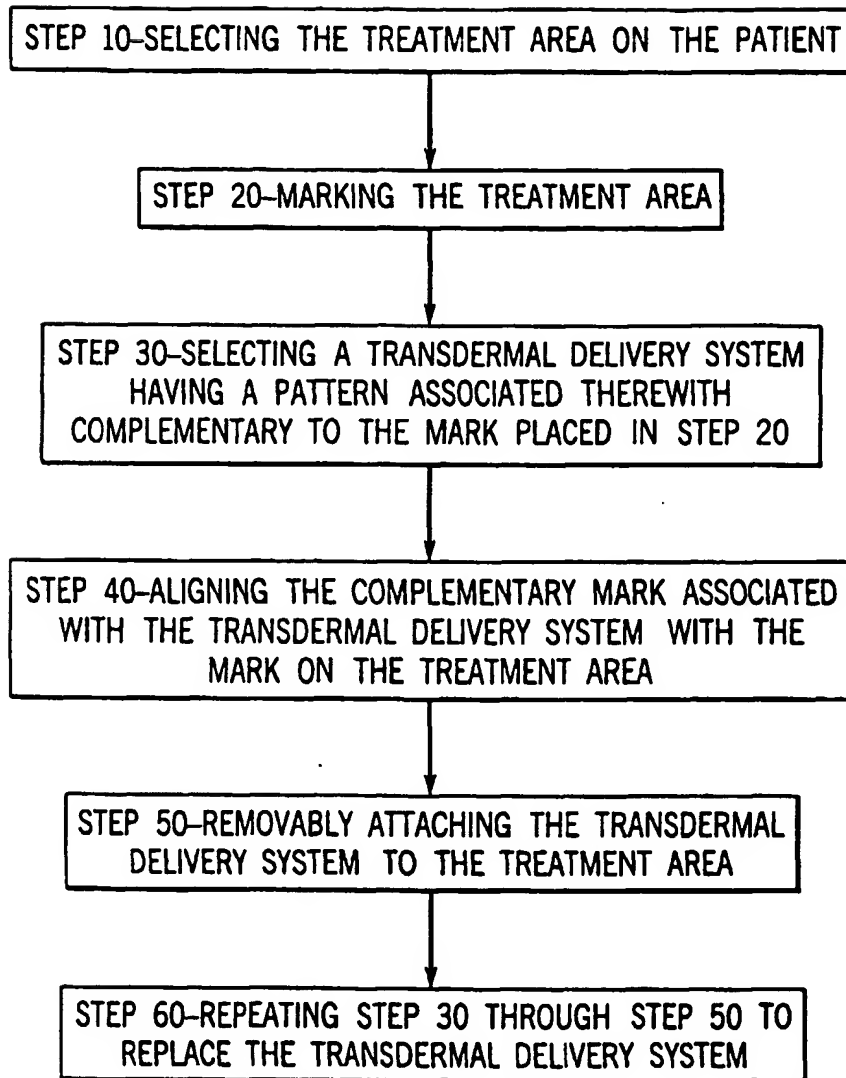 STEP 10–SELECTING THE TREATMENT AREA ON THE PATIENT
STEP 20–MARKING THE TREATMENT AREA
STEP 30–SELECTING A TRANSDERMAL DELIVERY SYSTEM
HAVING A PATTERN ASSOCIATED THEREWITH
COMPLEMENTARY TO THE MARK PLACED IN STEP 20
STEP 40–ALIGNING THE COMPLEMENTARY MARK ASSOCIATED
WITH THE TRANSDERMAL DELIVERY SYSTEM WITH THE
MARK ON THE TREATMENT AREA
STEP 50–REMOVABLY ATTACHING THE TRANSDERMAL
DELIVERY SYSTEM TO THE TREATMENT AREA
STEP 60–REPEATING STEP 30 THROUGH STEP 50 TO
REPLACE THE TRANSDERMAL DELIVERY SYSTEM